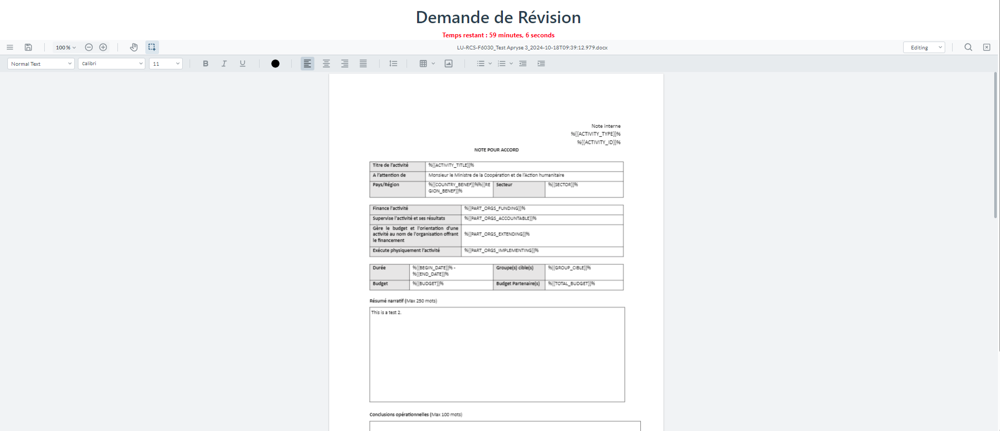 Demande de Révision
Temps restant : 59 minutes, 6 seconds
100 %
LU-RCS-F6030_Test Apryse 3_2024-10-18T09:39:12.979.docx
Editing
Normal Text
Calibri
11
B
I
U
Note interne
%{{ACTIVITY_TYPE}}%
%{{ACTIVITY_ID}}%
NOTE POUR ACCORD
Titre de l'activité %{{ACTIVITY_TITLE}}%
A l'attention de Monsieur le Ministre de la Coopération et de l'Action humanitaire
Pays/Région %{{COUNTRY_BENEF}}%%{{RE Secteur %{{SECTOR}}%
GION_BENEF}}%
Finance l'activité %{{PART_ORGS_FUNDING}}%
Supervise l'activité et ses résultats %{{PART_ORGS_ACCOUNTABLE}}%
Gère le budget et l'orientation d'une
activité au nom de l'organisation offrant %{{PART_ORGS_EXTENDING}}%
le financement
Exécute physiquement l'activité %{{PART_ORGS_IMPLEMENTING}}%
Durée %{{BEGIN_DATE}}% - Groupe(s) cible(s) %{{GROUP_CIBLE}}%
%{{END_DATE}}%
Budget %{{BUDGET}}% Budget Partenaire(s) %{{TOTAL_BUDGET}}%
Résumé narratif (Max 250 mots)
This is a test 2.
Conclusions opérationnelles (Max 100 mots)